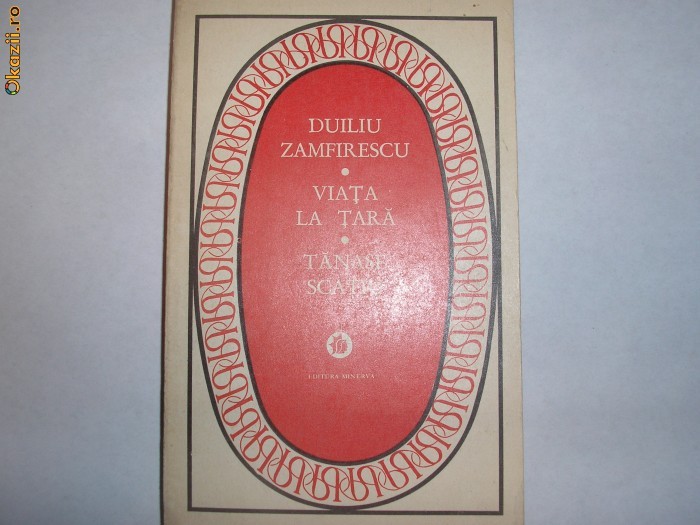 Okazii.ro
DUILIU
ZAMFIRESCU
VIAȚA
LA ȚARĂ
TĂNASE
SCATIU
EDITURA MINERVA